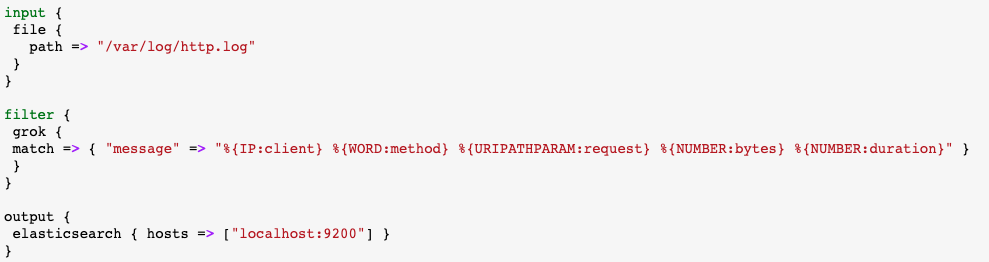 input {
 file {
   path => "/var/log/http.log"
 }
}

filter {
 grok {
 match => { "message" => "%{IP:client} %{WORD:method} %{URIPATHPARAM:request} %{NUMBER:bytes} %{NUMBER:duration}" }
 }
}

output {
 elasticsearch { hosts => ["localhost:9200"] }
}